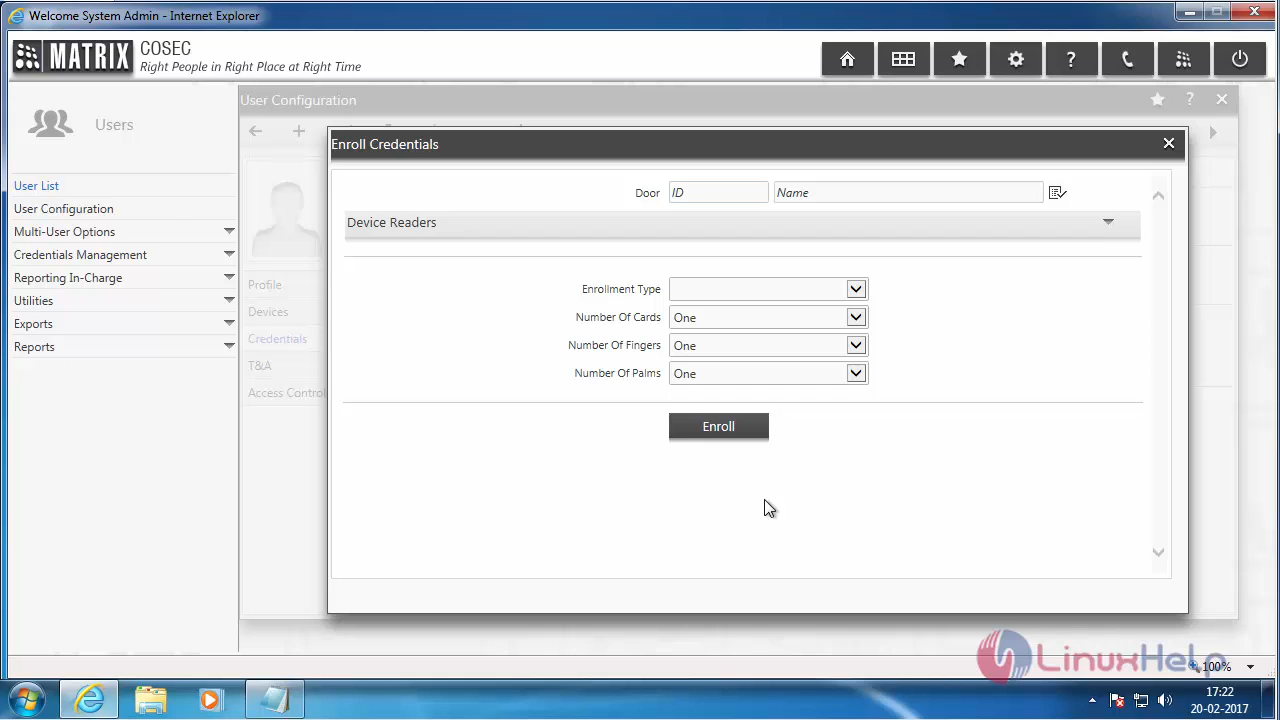 Welcome System Admin - Internet Explorer
MATRIX
COSEC
Right People in Right Place at Right Time
?
Users
User Configuration
?
Enroll Credentials
User List
User Configuration
Multi-User Options
Credentials Management
Reporting In-Charge
Utilities
Exports
Reports
Profile
Devices
Credentials
T&A
Access Control
Door
ID
Name
Device Readers
Enrollment Type
Number Of Cards
One
Number Of Fingers
One
Number Of Palms
One
Enroll
LinuxHelp
100%
17:22
20-02-2017